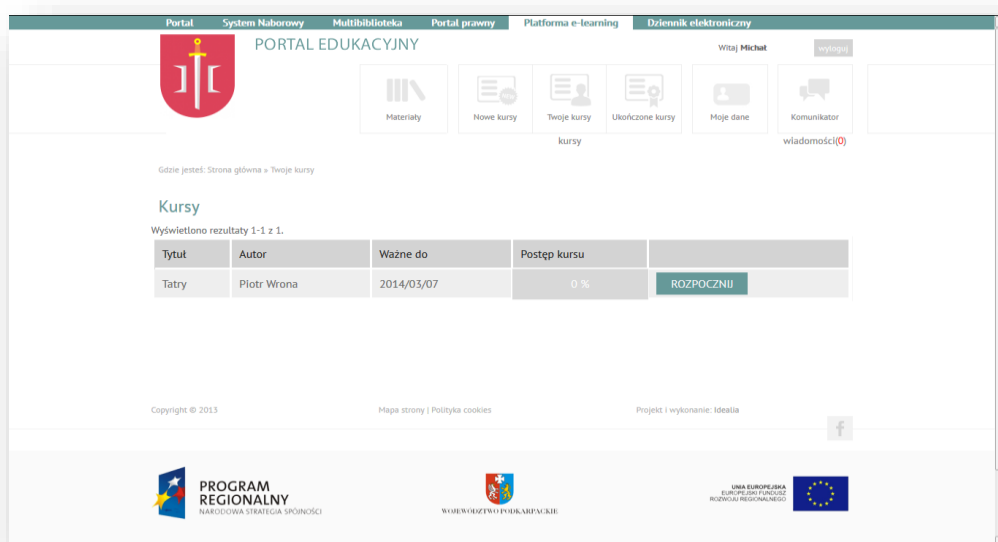 Portal System Naborowy Multibiblioteka Portal prawny Platforma e-learning Dziennik elektroniczny
PORTAL EDUKACYJNY
Witaj Michał
wyloguj
Materiały
Nowe kursy
Twoje kursy
Ukończone kursy
Moje dane
Komunikator
kursy
wiadomości(0)
Gdzie jesteś: Strona główna » Twoje kursy
Kursy
Wyświetlono rezultaty 1-1 z 1.
Tytuł Autor Ważne do Postęp kursu
Tatry Piotr Wrona 2014/03/07 0 % ROZPOCZNIJ
Copyright © 2013
Mapa strony | Polityka cookies
Projekt i wykonanie: Idealia
PROGRAM
REGIONALNY
NARODOWA STRATEGIA SPÓJNOŚCI
WOJEWÓDZTWO PODKARPACKIE
UNIA EUROPEJSKA
EUROPEJSKI FUNDUSZ
ROZWOJU REGIONALNEGO